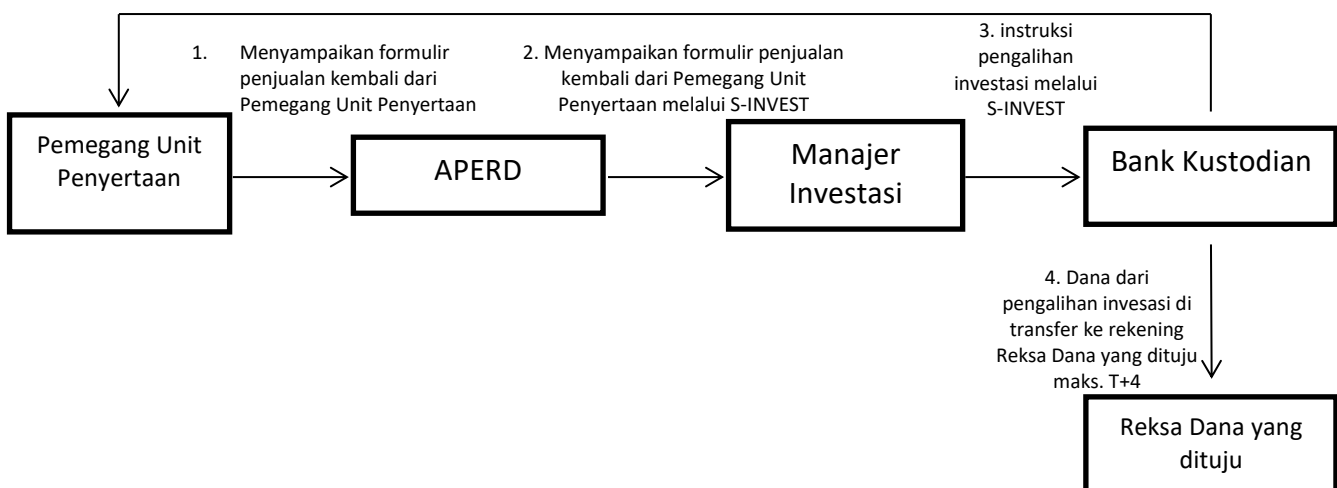 1. Menyampaikan formulir
penjualan kembali dari
Pemegang Unit Penyertaan
2. Menyampaikan formulir penjualan
kembali dari Pemegang Unit
Penyertaan melalui S-INVEST
3. instruksi
pengalihan
investasi melalui
S-INVEST
Pemegang Unit
Penyertaan
APERD
Manajer
Investasi
Bank Kustodian
4. Dana dari
pengalihan invesasi di
transfer ke rekening
Reksa Dana yang dituju
maks. T+4
Reksa Dana yang
dituju